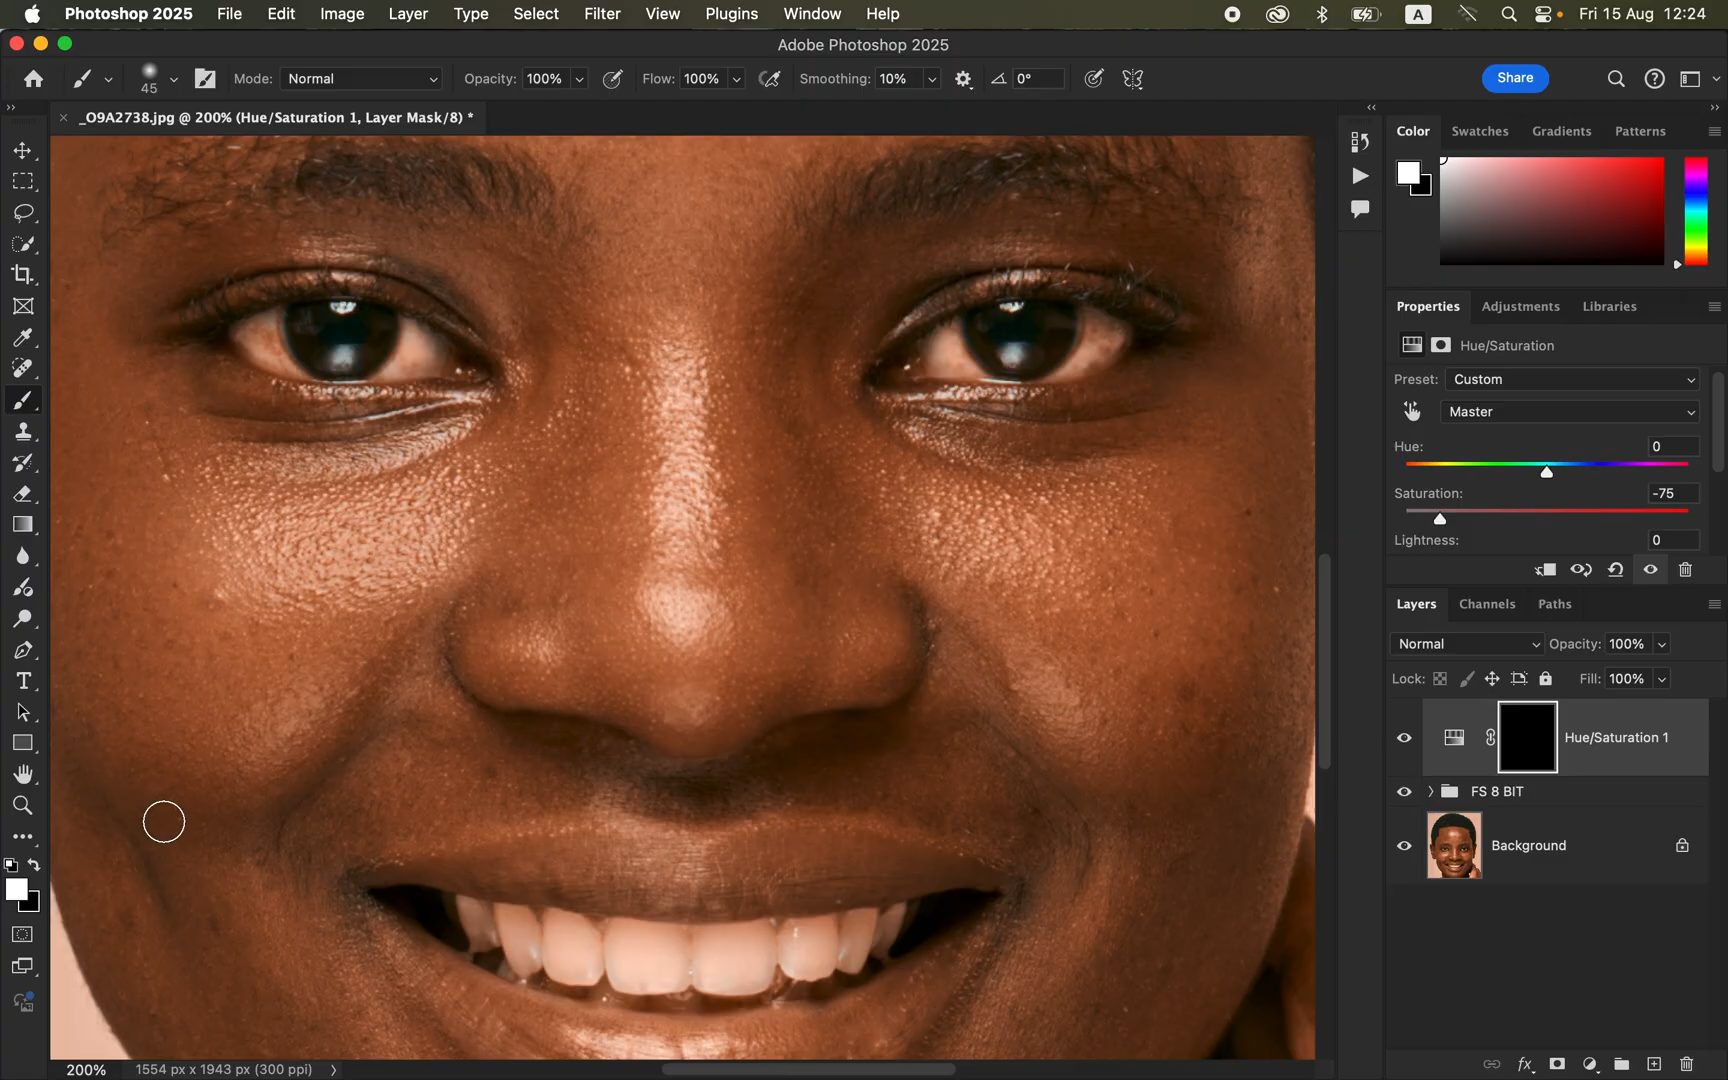 Photoshop 2025 File Edit Image Layer Type Select Filter View Plugins Window Help A Fri 15 Aug 12:24
Adobe Photoshop 2025
45 Mode: Normal Opacity: 100% Flow: 100% Smoothing: 10% 0° Share
_O9A2738.jpg @ 200% (Hue/Saturation 1, Layer Mask/8) *
Color Swatches Gradients Patterns
Properties Adjustments Libraries
Hue/Saturation
Preset: Custom
Master
Hue: 0
Saturation: -75
Lightness: 0
Layers Channels Paths
Normal Opacity: 100%
Lock: Fill: 100%
Hue/Saturation 1
FS 8 BIT
Background
200% 1554 px x 1943 px (300 ppi)